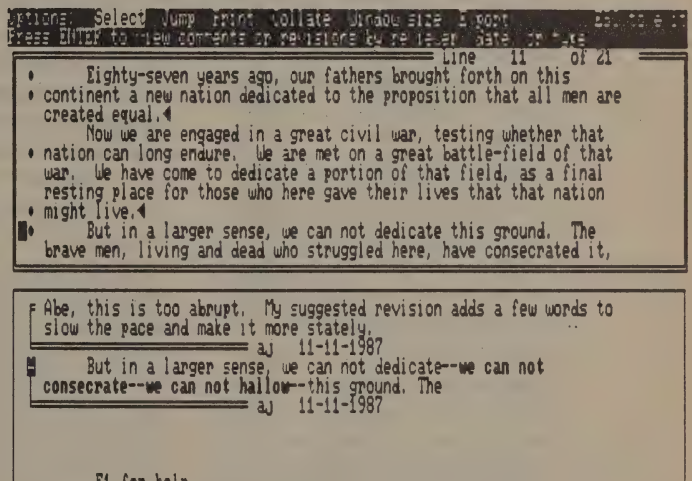 Options: Select Jump Print Collate Window size Export Esc to exit
Press ENTER to view comments or revisions by reviewer, date, or type
Line 11 of 21
Eighty-seven years ago, our fathers brought forth on this
continent a new nation dedicated to the proposition that all men are
created equal.
Now we are engaged in a great civil war, testing whether that
nation can long endure. We are met on a great battle-field of that
war. We have come to dedicate a portion of that field, as a final
resting place for those who here gave their lives that that nation
might live.
But in a larger sense, we can not dedicate this ground. The
brave men, living and dead who struggled here, have consecrated it,
Abe, this is too abrupt. My suggested revision adds a few words to
slow the pace and make it more stately.
aj 11-11-1987
But in a larger sense, we can not dedicate--we can not
consecrate--we can not hallow--this ground. The
aj 11-11-1987
F1 for help